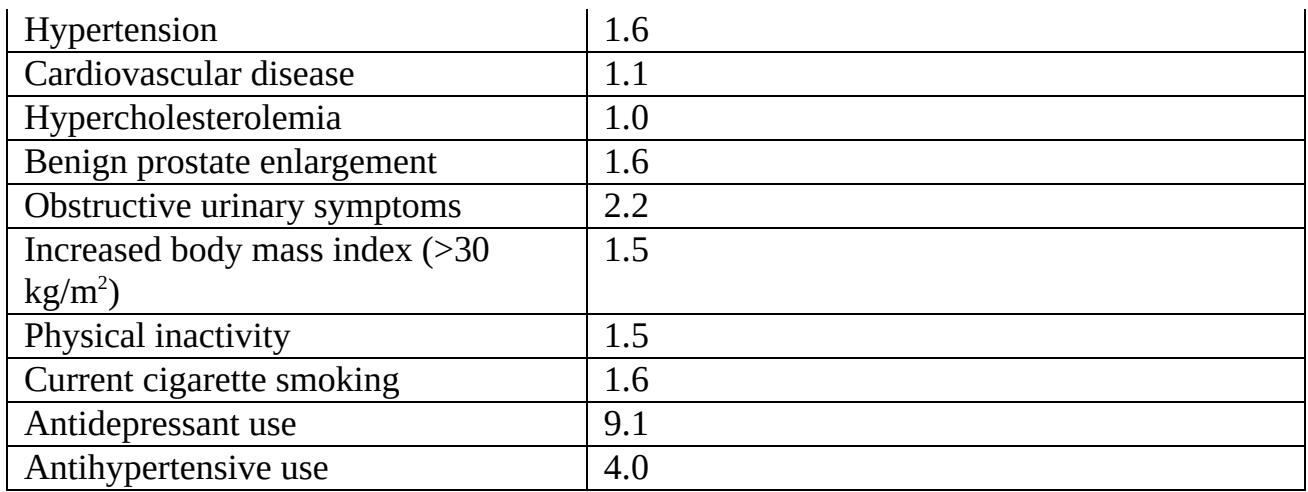 Hypertension 1.6
Cardiovascular disease 1.1
Hypercholesterolemia 1.0
Benign prostate enlargement 1.6
Obstructive urinary symptoms 2.2
Increased body mass index (>30 1.5
kg/m²)
Physical inactivity 1.5
Current cigarette smoking 1.6
Antidepressant use 9.1
Antihypertensive use 4.0